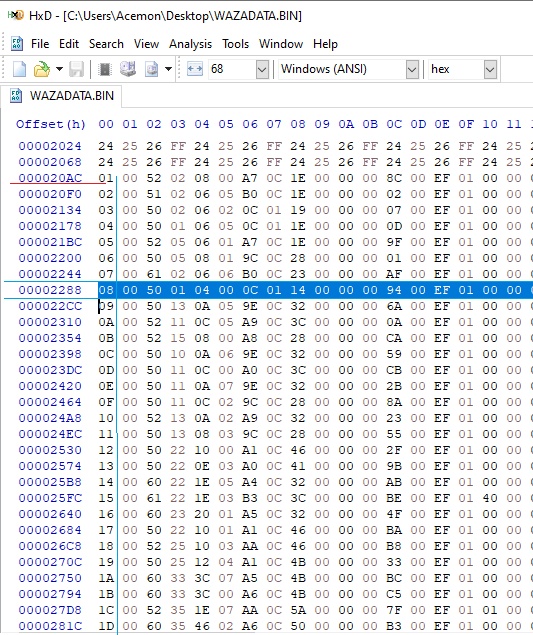 HxD - [C:\Users\Acemon\Desktop\WAZADATA.BIN]
File Edit Search View Analysis Tools Window Help
68 Windows (ANSI) hex
WAZADATA.BIN
Offset(h) 00 01 02 03 04 05 06 07 08 09 0A 0B 0C 0D 0E 0F 10 11
00002024 24 25 26 FF 24 25 26 FF 24 25 26 FF 24 25 26 FF 24 25
00002068 24 25 26 FF 24 25 26 FF 24 25 26 FF 24 25 26 FF 24 25
000020AC 01 00 52 02 08 00 A7 0C 1E 00 00 00 8C 00 EF 01 00 00
000020F0 02 00 51 02 06 05 B0 0C 1E 00 00 00 02 00 EF 01 00 00
00002134 03 00 50 02 06 02 0C 01 19 00 00 00 07 00 EF 01 00 00
00002178 04 00 50 01 06 05 0C 01 1E 00 00 00 0D 00 EF 01 00 00
000021BC 05 00 52 05 06 01 A7 0C 1E 00 00 00 9F 00 EF 01 00 00
00002200 06 00 50 05 08 01 9C 0C 28 00 00 00 01 00 EF 01 00 00
00002244 07 00 61 02 06 06 B0 0C 23 00 00 00 AF 00 EF 01 00 00
00002288 08 00 50 01 04 00 0C 01 14 00 00 00 94 00 EF 01 00 00
000022CC 09 00 50 13 0A 05 9E 0C 32 00 00 00 6A 00 EF 01 00 00
00002310 0A 00 52 11 0C 05 A9 0C 3C 00 00 00 0A 00 EF 01 00 00
00002354 0B 00 52 15 08 00 A8 0C 28 00 00 00 CA 00 EF 01 00 00
00002398 0C 00 50 10 0A 06 9E 0C 32 00 00 00 59 00 EF 01 00 00
000023DC 0D 00 50 11 0C 00 A0 0C 3C 00 00 00 CB 00 EF 01 00 00
00002420 0E 00 50 11 0A 07 9E 0C 32 00 00 00 2B 00 EF 01 00 00
00002464 0F 00 50 11 0C 02 9C 0C 28 00 00 00 8A 00 EF 01 00 00
000024A8 10 00 52 13 0A 02 A9 0C 32 00 00 00 23 00 EF 01 00 00
000024EC 11 00 50 13 08 03 9C 0C 28 00 00 00 55 00 EF 01 00 00
00002530 12 00 50 22 10 00 A1 0C 46 00 00 00 2F 00 EF 01 00 00
00002574 13 00 50 22 0E 03 A0 0C 41 00 00 00 9B 00 EF 01 00 00
000025B8 14 00 60 22 1E 05 A4 0C 32 00 00 00 AB 00 EF 01 00 00
000025FC 15 00 61 22 1E 03 B3 0C 3C 00 00 00 BE 00 EF 01 40 00
00002640 16 00 60 23 20 01 A5 0C 32 00 00 00 4F 00 EF 01 00 00
00002684 17 00 50 22 10 01 A1 0C 46 00 00 00 BA 00 EF 01 00 00
000026C8 18 00 52 25 10 03 AA 0C 46 00 00 00 B8 00 EF 01 00 00
0000270C 19 00 50 25 12 04 A1 0C 4B 00 00 00 33 00 EF 01 00 00
00002750 1A 00 60 33 3C 07 A5 0C 4B 00 00 00 BC 00 EF 01 00 00
00002794 1B 00 60 33 3C 00 A6 0C 4B 00 00 00 C5 00 EF 01 00 00
000027D8 1C 00 52 35 1E 07 AA 0C 5A 00 00 00 7F 00 EF 01 01 00
0000281C 1D 00 60 35 46 02 A6 0C 50 00 00 00 B3 00 EF 01 00 00